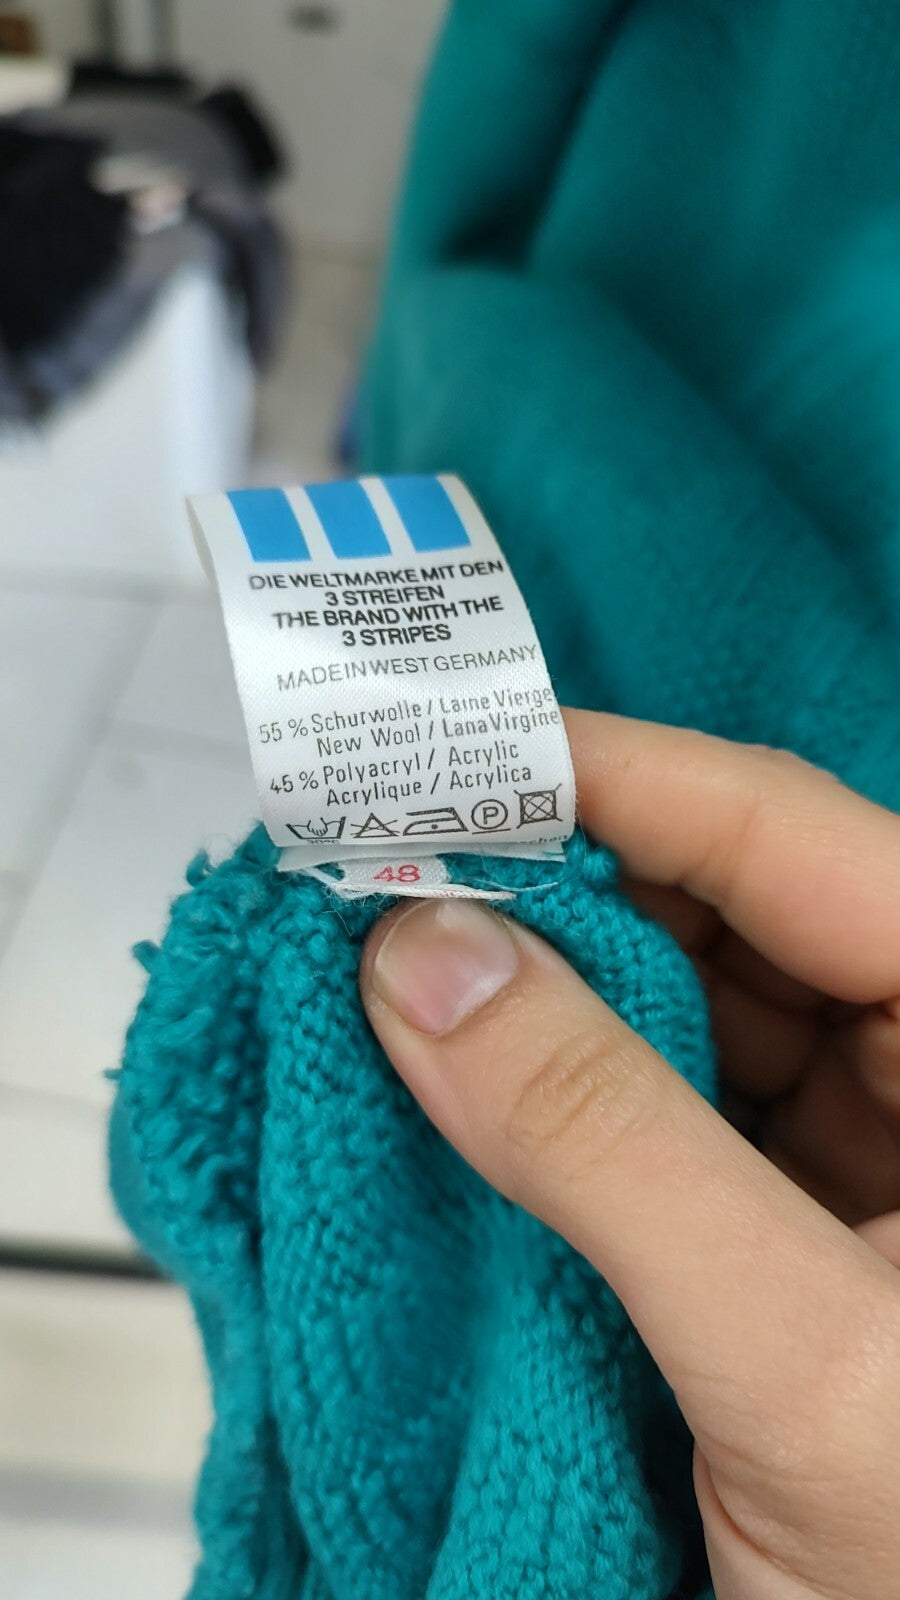 DIE WELTMARKE MIT DEN
3 STREIFEN
THE BRAND WITH THE
3 STRIPES
MADE IN WEST GERMANY
55 % Schurwolle / Laine Vierge
New Wool / Lana Virgine
45 % Polyacryl / Acrylic
Acrylique / Acrylica
P
48